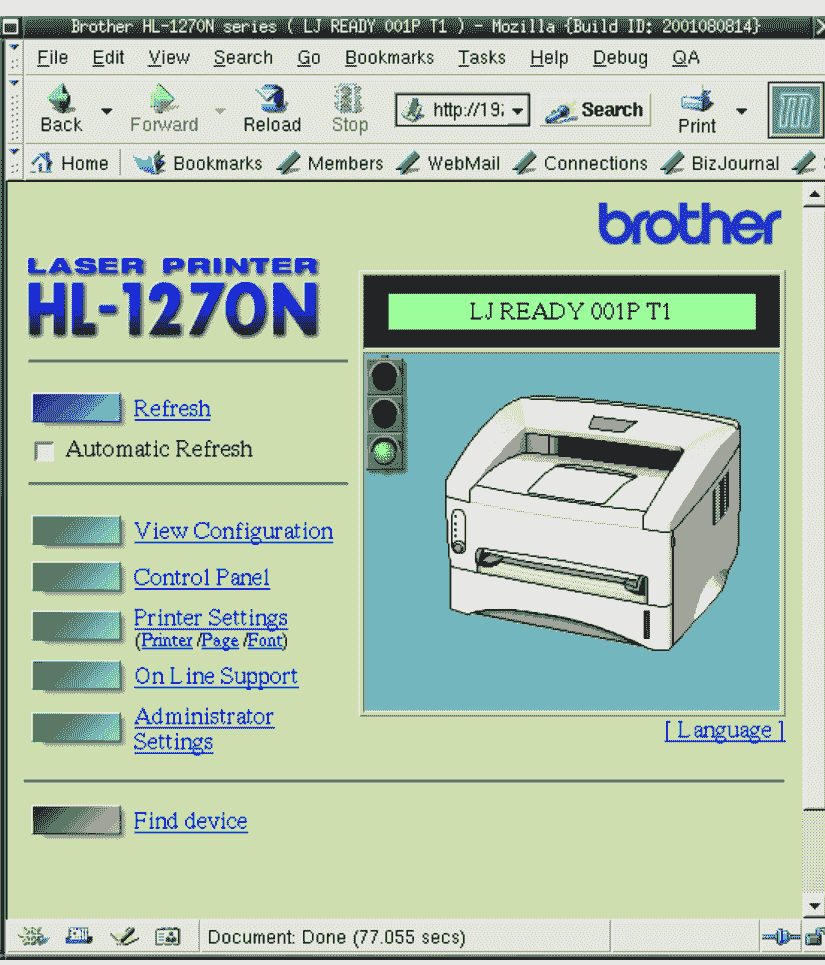 Brother HL-1270N series ( LJ READY 001P T1 ) - Mozilla {Build ID: 2001080814}
File Edit View Search Go Bookmarks Tasks Help Debug QA
Back Forward Reload Stop http://19 Search Print
Home Bookmarks Members WebMail Connections BizJournal
brother
LASER PRINTER
HL-1270N
LJ READY 001P T1
Refresh
Automatic Refresh
View Configuration
Control Panel
Printer Settings
(Printer /Page /Font)
On Line Support
Administrator
Settings
[ Language ]
Find device
Document: Done (77.055 secs)